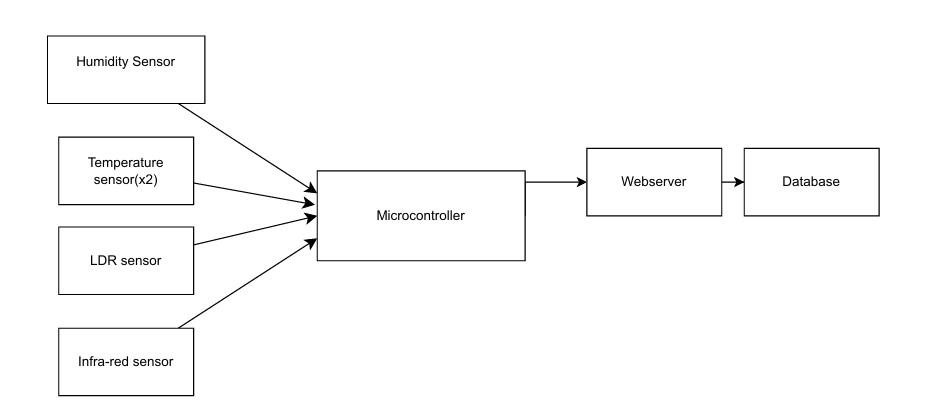 Humidity Sensor
Temperature
sensor(x2)
LDR sensor
Infra-red sensor
Microcontroller
Webserver
Database